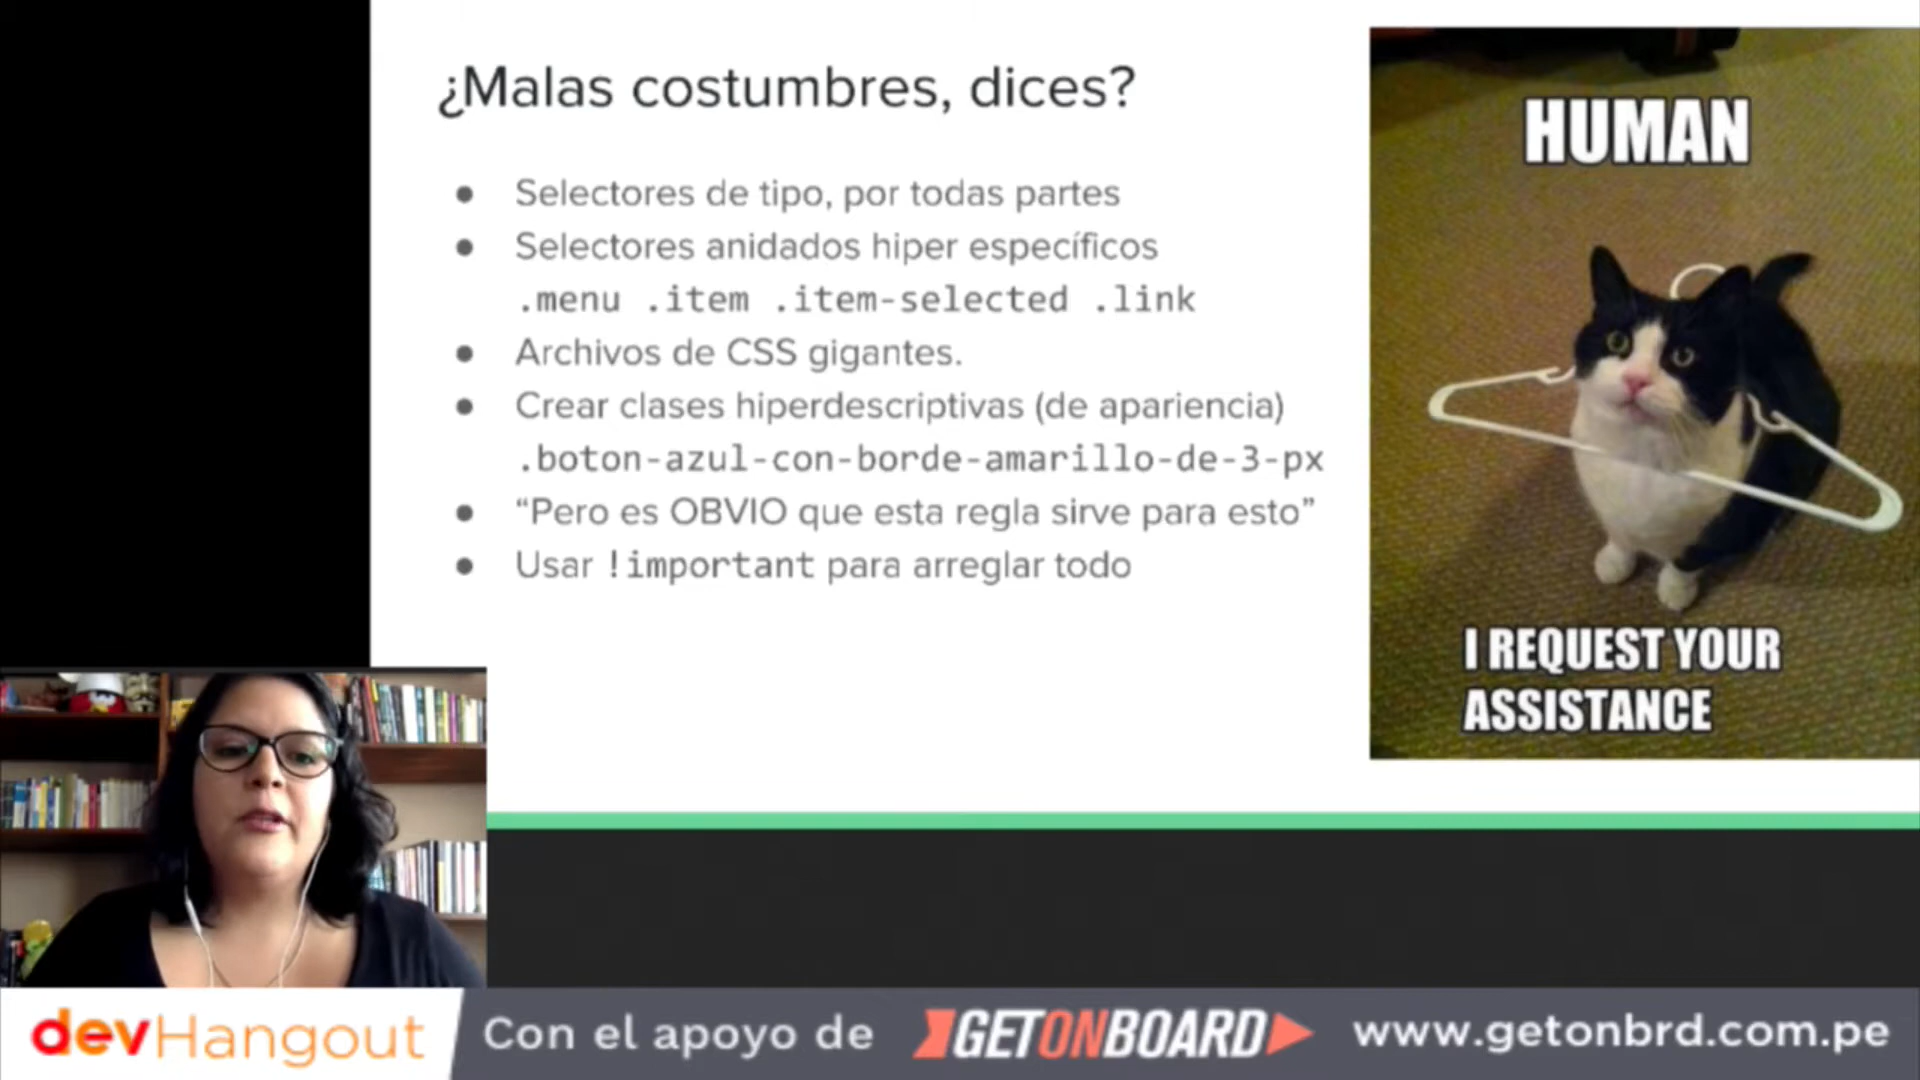 ¿Malas costumbres, dices?
● Selectores de tipo, por todas partes
● Selectores anidados hiper específicos
.menu .item .item-selected .link
● Archivos de CSS gigantes.
● Crear clases hiperdescriptivas (de apariencia)
.boton-azul-con-borde-amarillo-de-3-px
● “Pero es OBVIO que esta regla sirve para esto”
● Usar !important para arreglar todo
HUMAN
I REQUEST YOUR
ASSISTANCE
devHangout
Con el apoyo de
GETONBOARD
www.getonbrd.com.pe